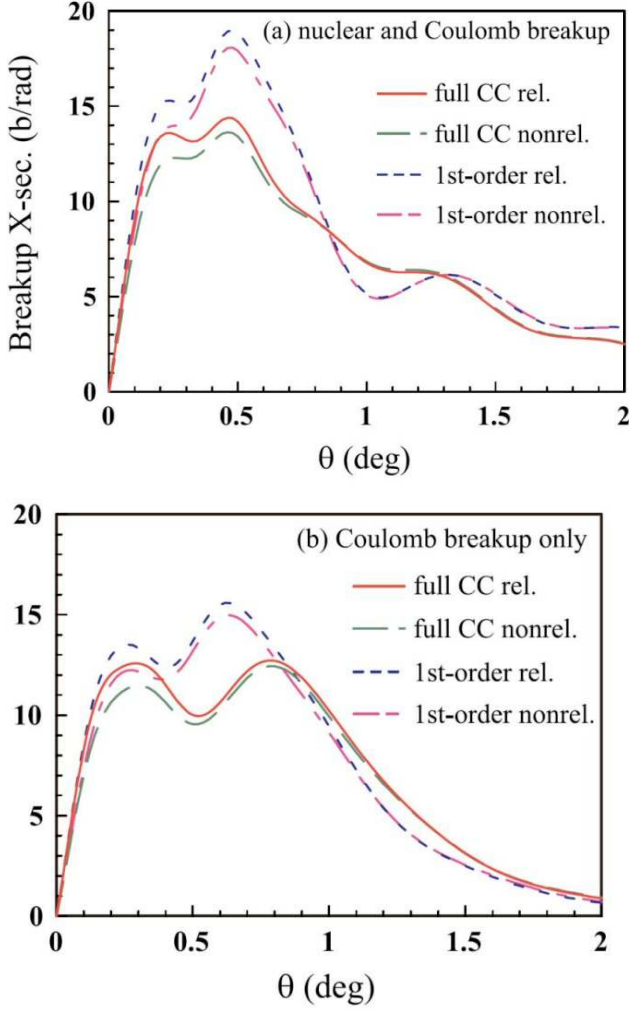 20
(a) nuclear and Coulomb breakup
full CC rel.
15
full CC nonrel.
1st-order rel.
1st-order nonrel.
10
Breakup X-sec. (b/rad)
5
0
0 0.5 1 1.5 2
θ (deg)
20
(b) Coulomb breakup only
full CC rel.
full CC nonrel.
15
1st-order rel.
1st-order nonrel.
10
5
0
0 0.5 1 1.5 2
θ (deg)